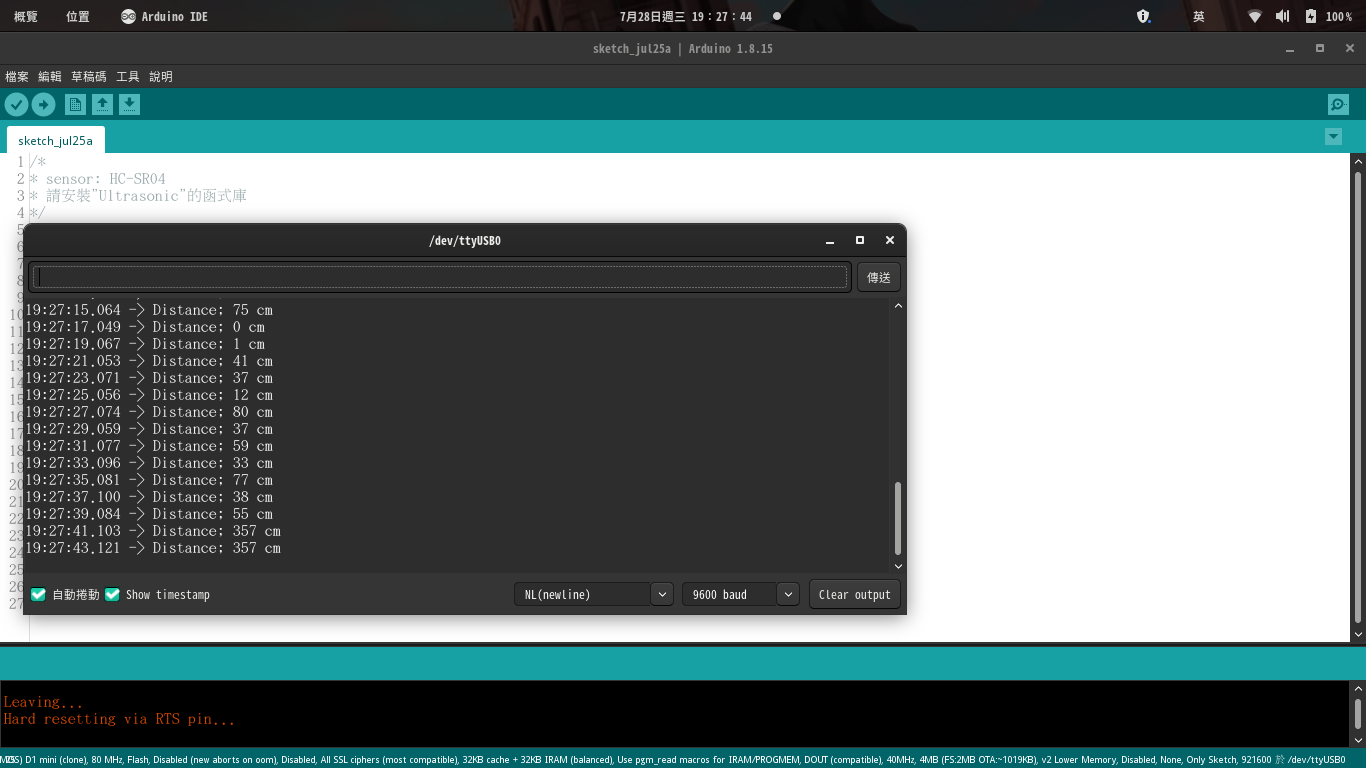 概覽 位置 Arduino IDE 7月28日週三 19：27：44 英 100%
sketch_jul25a | Arduino 1.8.15
檔案 編輯 草稿碼 工具 說明
sketch_jul25a
1 /*
2 * sensor: HC-SR04
3 * 請安裝"Ultrasonic"的函式庫
4 */
5
6
7
8
9
10
11
12
13
14
15
16
17
18
19
20
21
22
23
24
25
26
27
/dev/ttyUSB0
傳送
19:27:15.064 -> Distance; 75 cm
19:27:17.049 -> Distance; 0 cm
19:27:19.067 -> Distance; 1 cm
19:27:21.053 -> Distance; 41 cm
19:27:23.071 -> Distance; 37 cm
19:27:25.056 -> Distance; 12 cm
19:27:27.074 -> Distance; 80 cm
19:27:29.059 -> Distance; 37 cm
19:27:31.077 -> Distance; 59 cm
19:27:33.096 -> Distance; 33 cm
19:27:35.081 -> Distance; 77 cm
19:27:37.100 -> Distance; 38 cm
19:27:39.084 -> Distance; 55 cm
19:27:41.103 -> Distance; 357 cm
19:27:43.121 -> Distance; 357 cm
自動捲動 Show timestamp NL(newline) 9600 baud Clear output
Leaving...
Hard resetting via RTS pin...
D1 mini (clone), 80 MHz, Flash, Disabled (new aborts on oom), Disabled, All SSL ciphers (most compatible), 32KB cache + 32KB IRAM (balanced), Use pgm_read macros for IRAM/PROGMEM, DOUT (compatible), 40MHz, 4MB (FS:2MB OTA:~1019KB), v2 Lower Memory, Disabled, None, Only Sketch, 921600 於 /dev/ttyUSB0